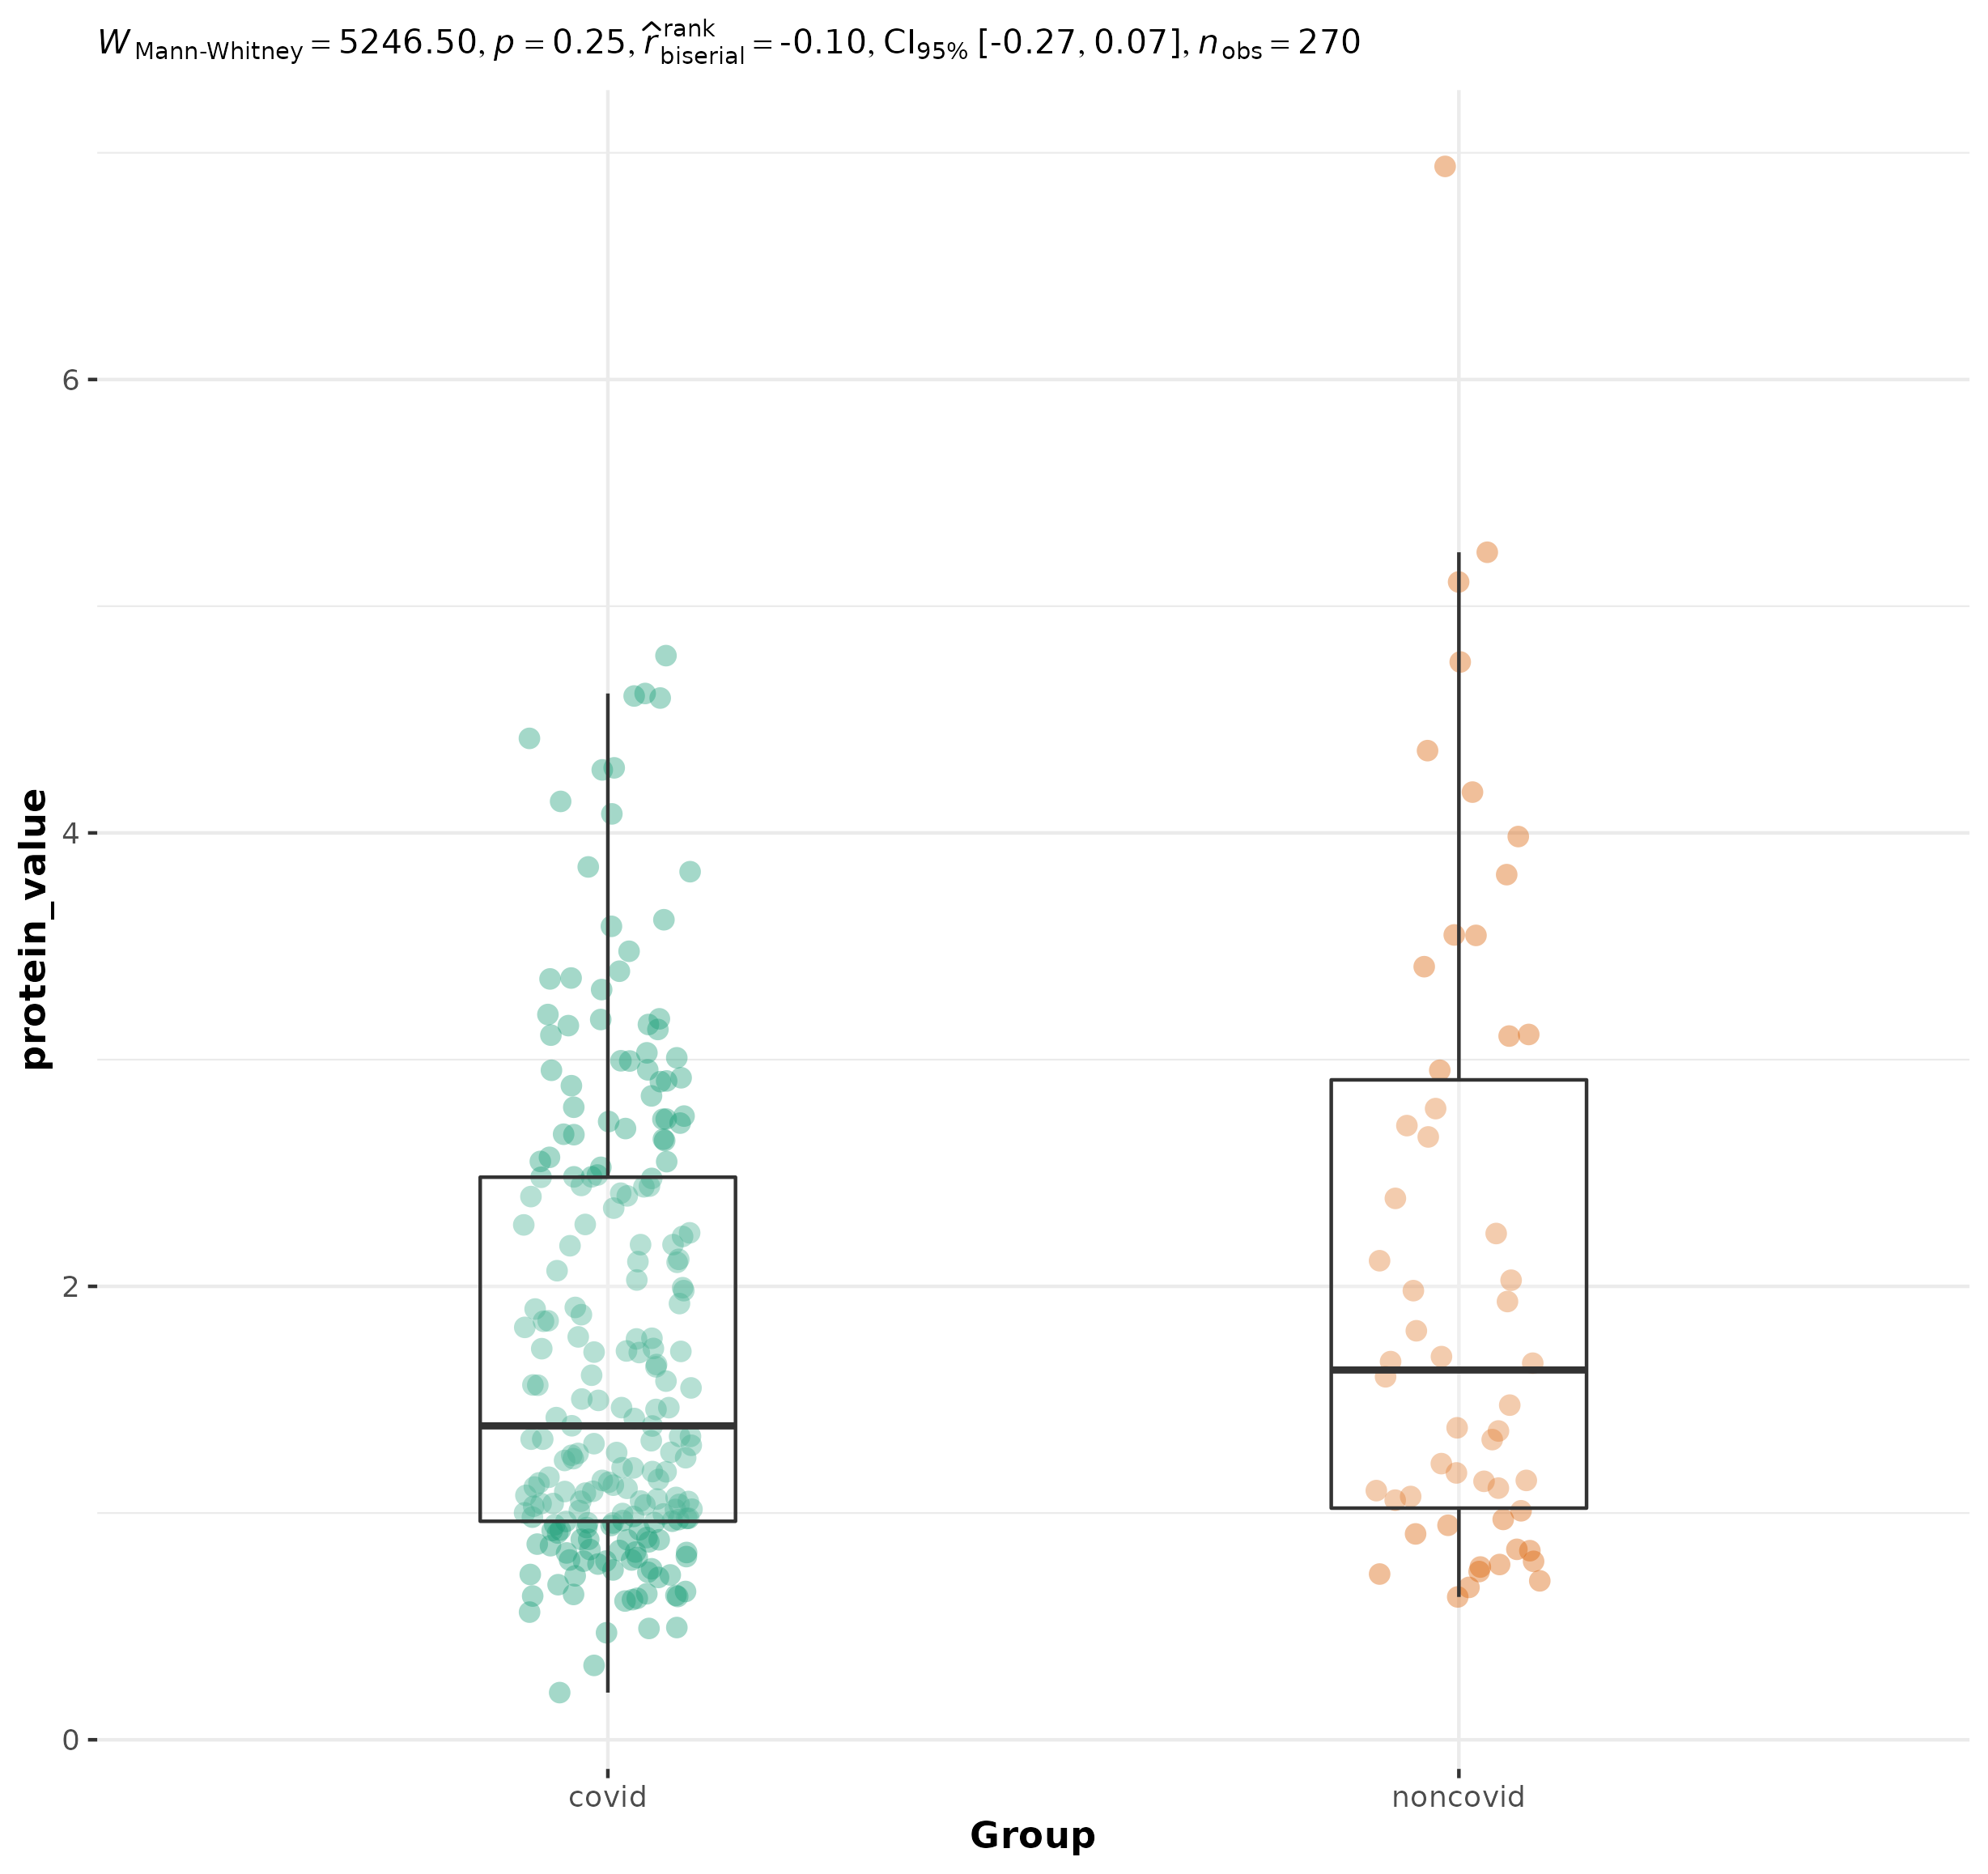 W Mann-Whitney = 5246.50, p = 0.25, r̂ rank biserial = -0.10, CI95% [-0.27, 0.07], nobs = 270
protein_value
6
4
2
0
covid noncovid
Group